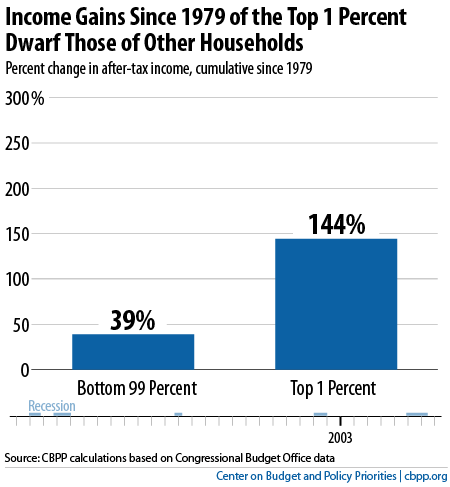 Income Gains Since 1979 of the Top 1 Percent
Dwarf Those of Other Households
Percent change in after-tax income, cumulative since 1979
300%
250
200
150
100
50
0
39%
144%
Bottom 99 Percent
Top 1 Percent
Recession
2003
Source: CBPP calculations based on Congressional Budget Office data
Center on Budget and Policy Priorities | cbpp.org